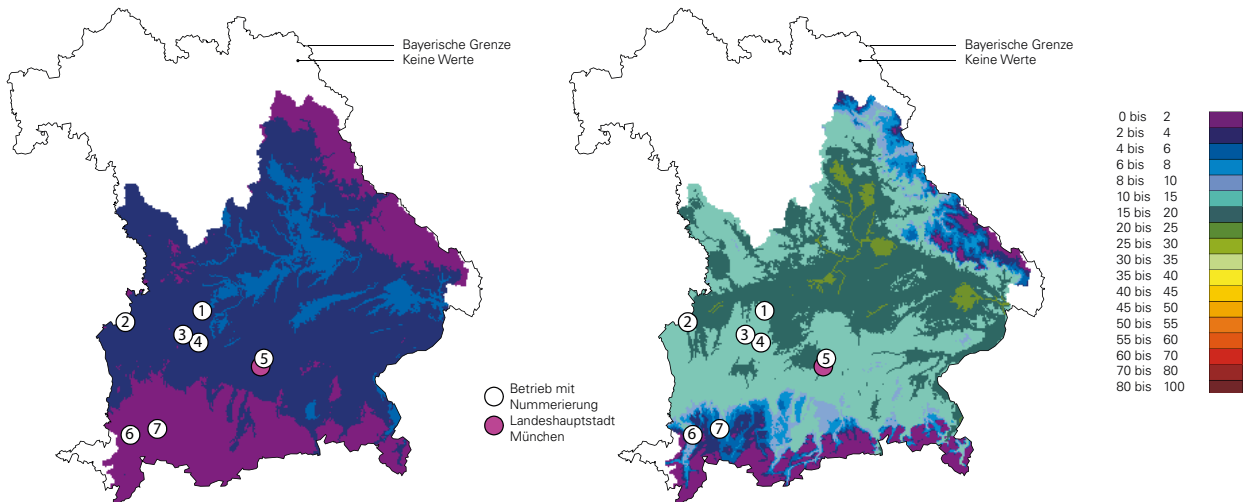 Bayerische Grenze
Keine Werte
1
2
3
4
5
6
7
Betrieb mit
Nummerierung
Landeshauptstadt
München
Bayerische Grenze
Keine Werte
1
2
3
4
5
6
7
0 bis 2
2 bis 4
4 bis 6
6 bis 8
8 bis 10
10 bis 15
15 bis 20
20 bis 25
25 bis 30
30 bis 35
35 bis 40
40 bis 45
45 bis 50
50 bis 55
55 bis 60
60 bis 70
70 bis 80
80 bis 100